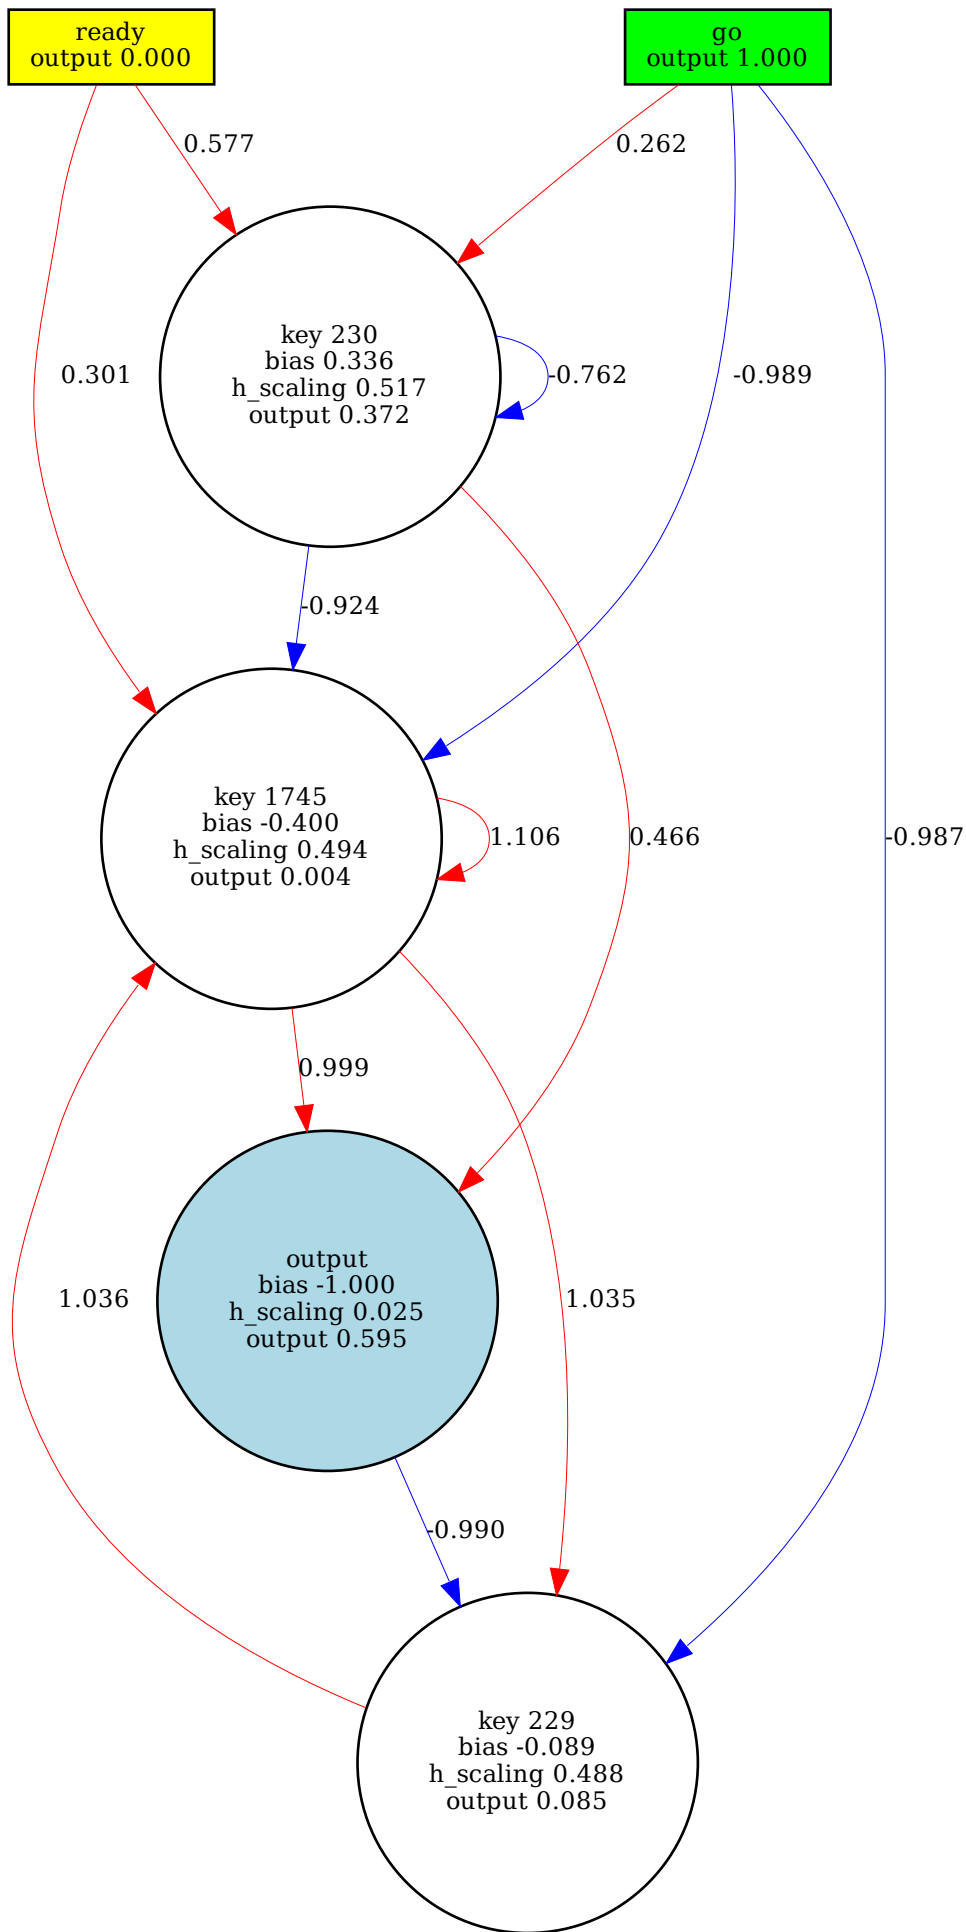 ready
output 0.000
go
output 1.000
0.577
0.262
key 230
bias 0.336
h_scaling 0.517
output 0.372
0.301
-0.762
-0.989
-0.924
key 1745
bias -0.400
h_scaling 0.494
output 0.004
1.106
0.466
-0.987
0.999
output
bias -1.000
h_scaling 0.025
output 0.595
1.036
1.035
-0.990
key 229
bias -0.089
h_scaling 0.488
output 0.085